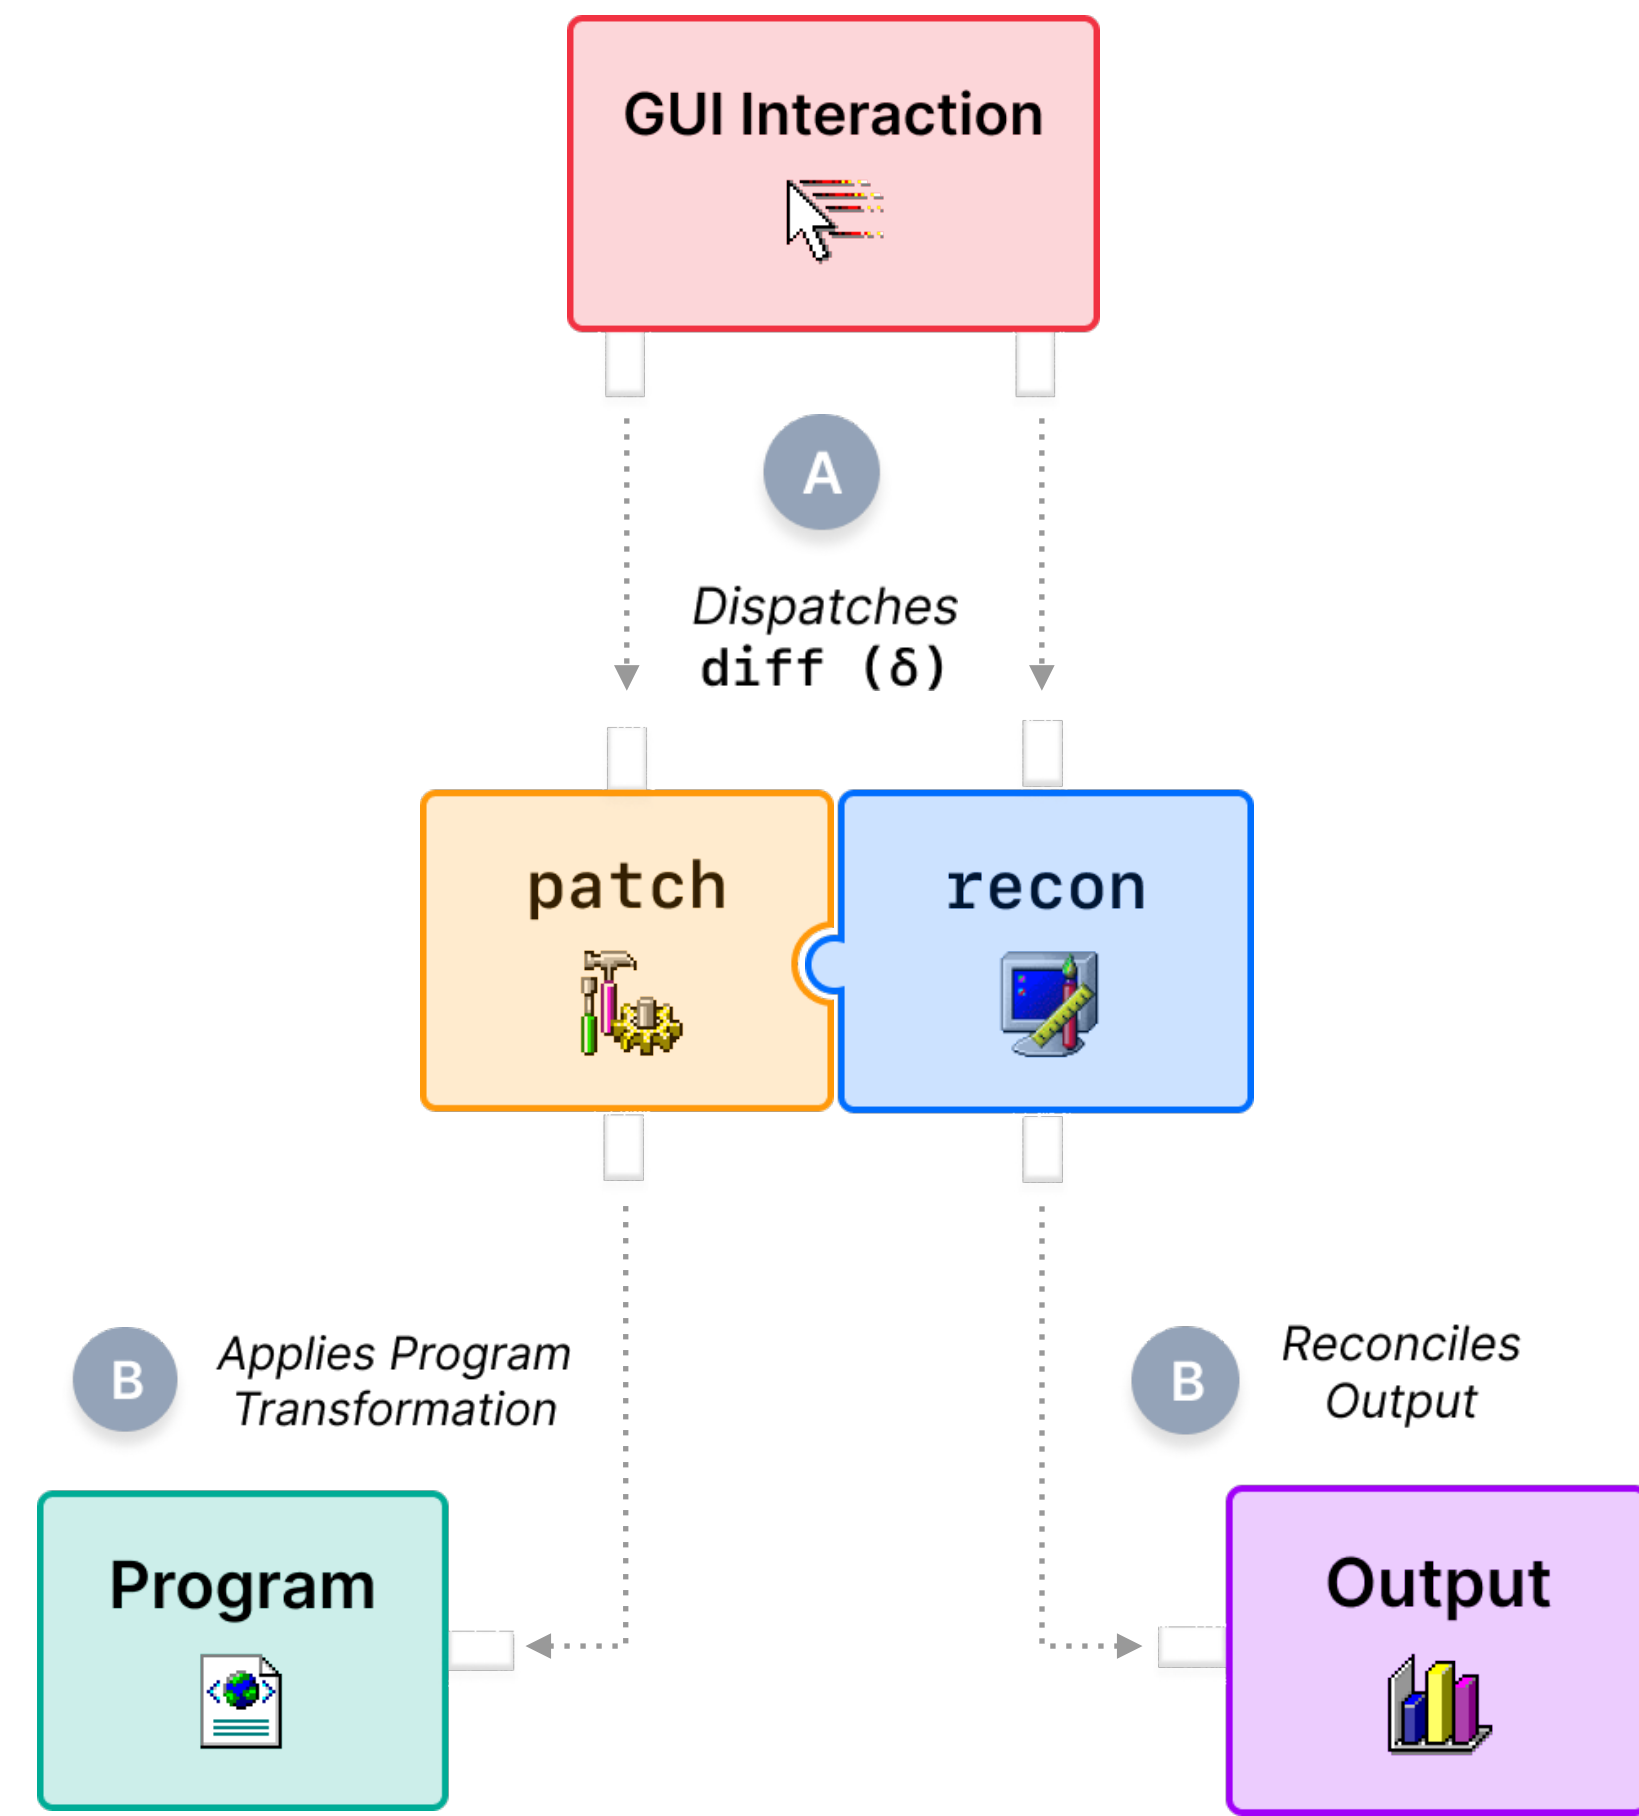 GUI Interaction
A
Dispatches
diff (δ)
patch
recon
B
Applies Program
Transformation
B
Reconciles
Output
Program
Output